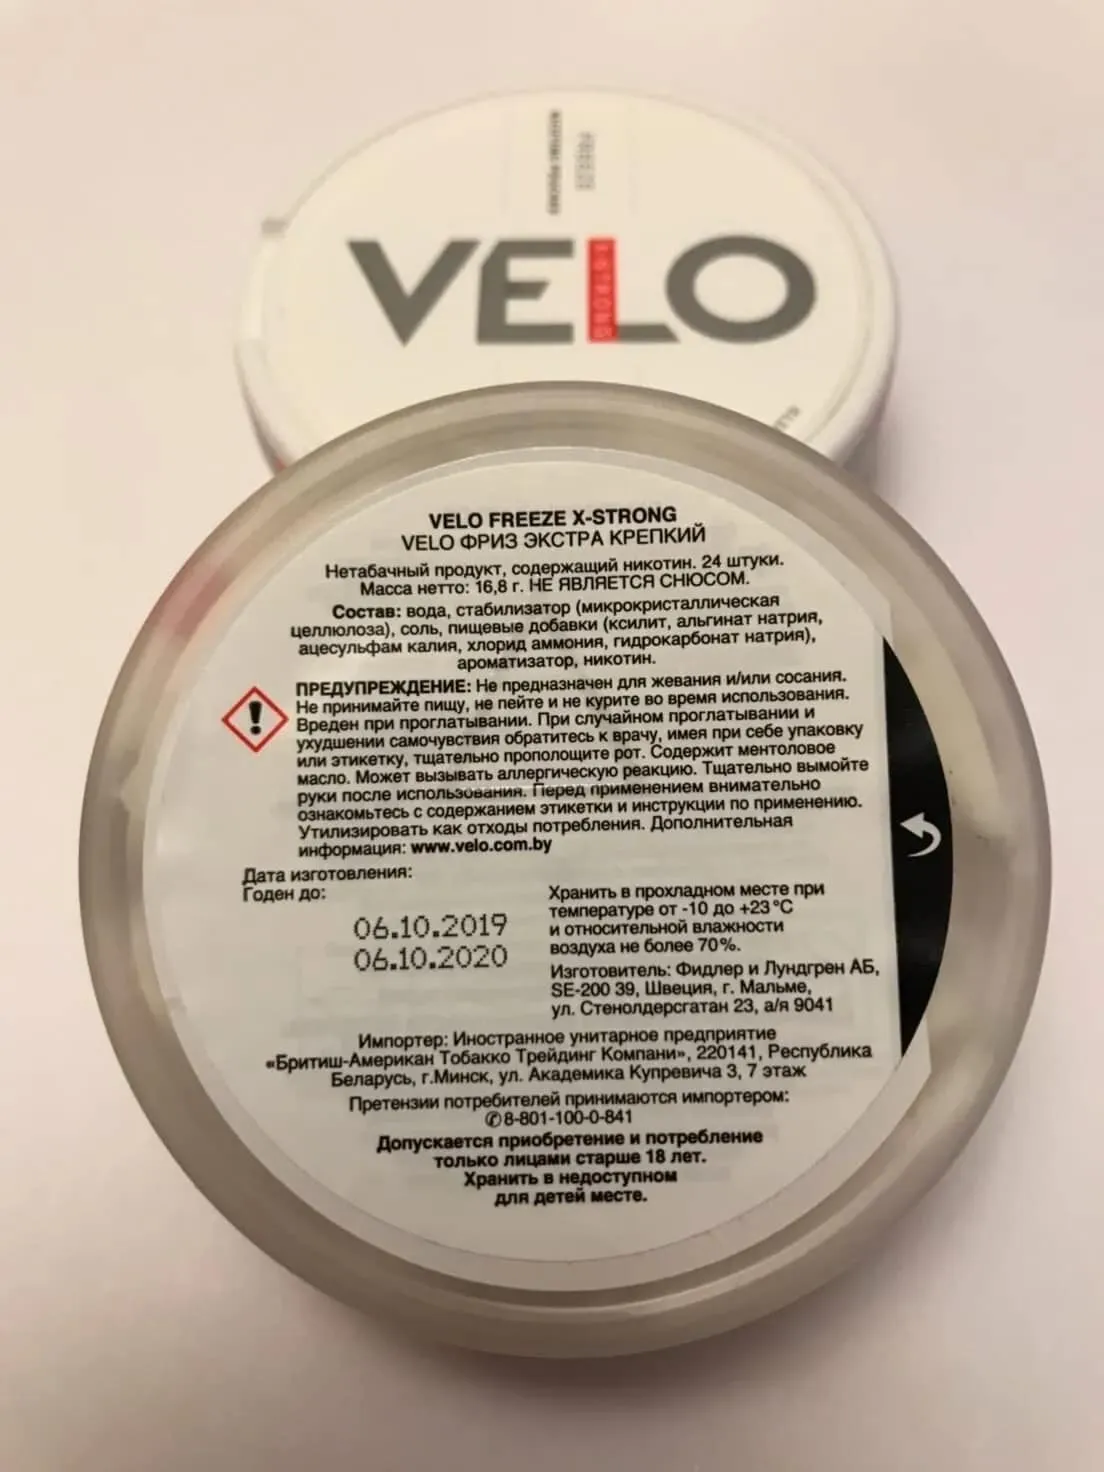 FREEZE
VELO
X-STRONG
VELO FREEZE X-STRONG
VELO ФРИЗ ЭКСТРА КРЕПКИЙ
Нетабачный продукт, содержащий никотин. 24 штуки.
Масса нетто: 16,8 г. НЕ ЯВЛЯЕТСЯ СНЮСОМ.
Состав: вода, стабилизатор (микрокристаллическая
целлюлоза), соль, пищевые добавки (ксилит, альгинат натрия,
ацесульфам калия, хлорид аммония, гидрокарбонат натрия),
ароматизатор, никотин.
ПРЕДУПРЕЖДЕНИЕ: Не предназначен для жевания и/или сосания.
Не принимайте пищу, не пейте и не курите во время использования.
Вреден при проглатывании. При случайном проглатывании и
ухудшении самочувствия обратитесь к врачу, имея при себе упаковку
или этикетку, тщательно прополощите рот. Содержит ментоловое
масло. Может вызывать аллергическую реакцию. Тщательно вымойте
руки после использования. Перед применением внимательно
ознакомьтесь с содержанием этикетки и инструкции по применению.
Утилизировать как отходы потребления. Дополнительная
информация: www.velo.com.by
Дата изготовления:
Годен до:
06.10.2019
06.10.2020
Хранить в прохладном месте при
температуре от -10 до +23°C
и относительной влажности
воздуха не более 70%.
Изготовитель: Фидлер и Лундгрен АБ,
SE-200 39, Швеция, г. Мальме,
ул. Стенолдерсгатан 23, а/я 9041
Импортер: Иностранное унитарное предприятие
«Бритиш-Американ Тобакко Трейдинг Компани», 220141, Республика
Беларусь, г.Минск, ул. Академика Купревича 3, 7 этаж
Претензии потребителей принимаются импортером:
✆8-801-100-0-841
Допускается приобретение и потребление
только лицами старше 18 лет.
Хранить в недоступном
для детей месте.